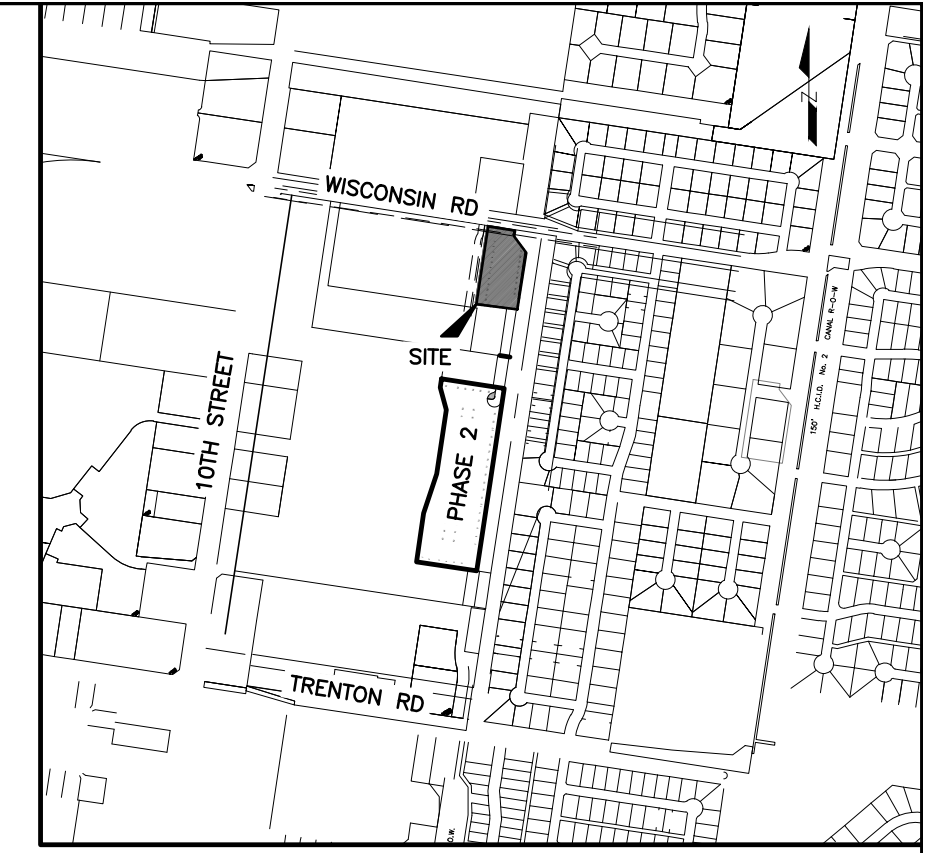 Z
WISCONSIN RD
SITE
10TH STREET
PHASE 2
150' H.C.I.D. No. 2 CANAL R-O-W
TRENTON RD
O.W.